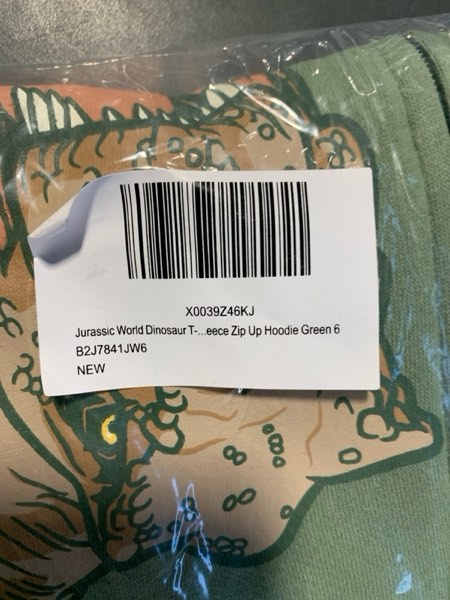 X0039Z46KJ
Jurassic World Dinosaur T-...eece Zip Up Hoodie Green 6
B2J7841JW6
NEW